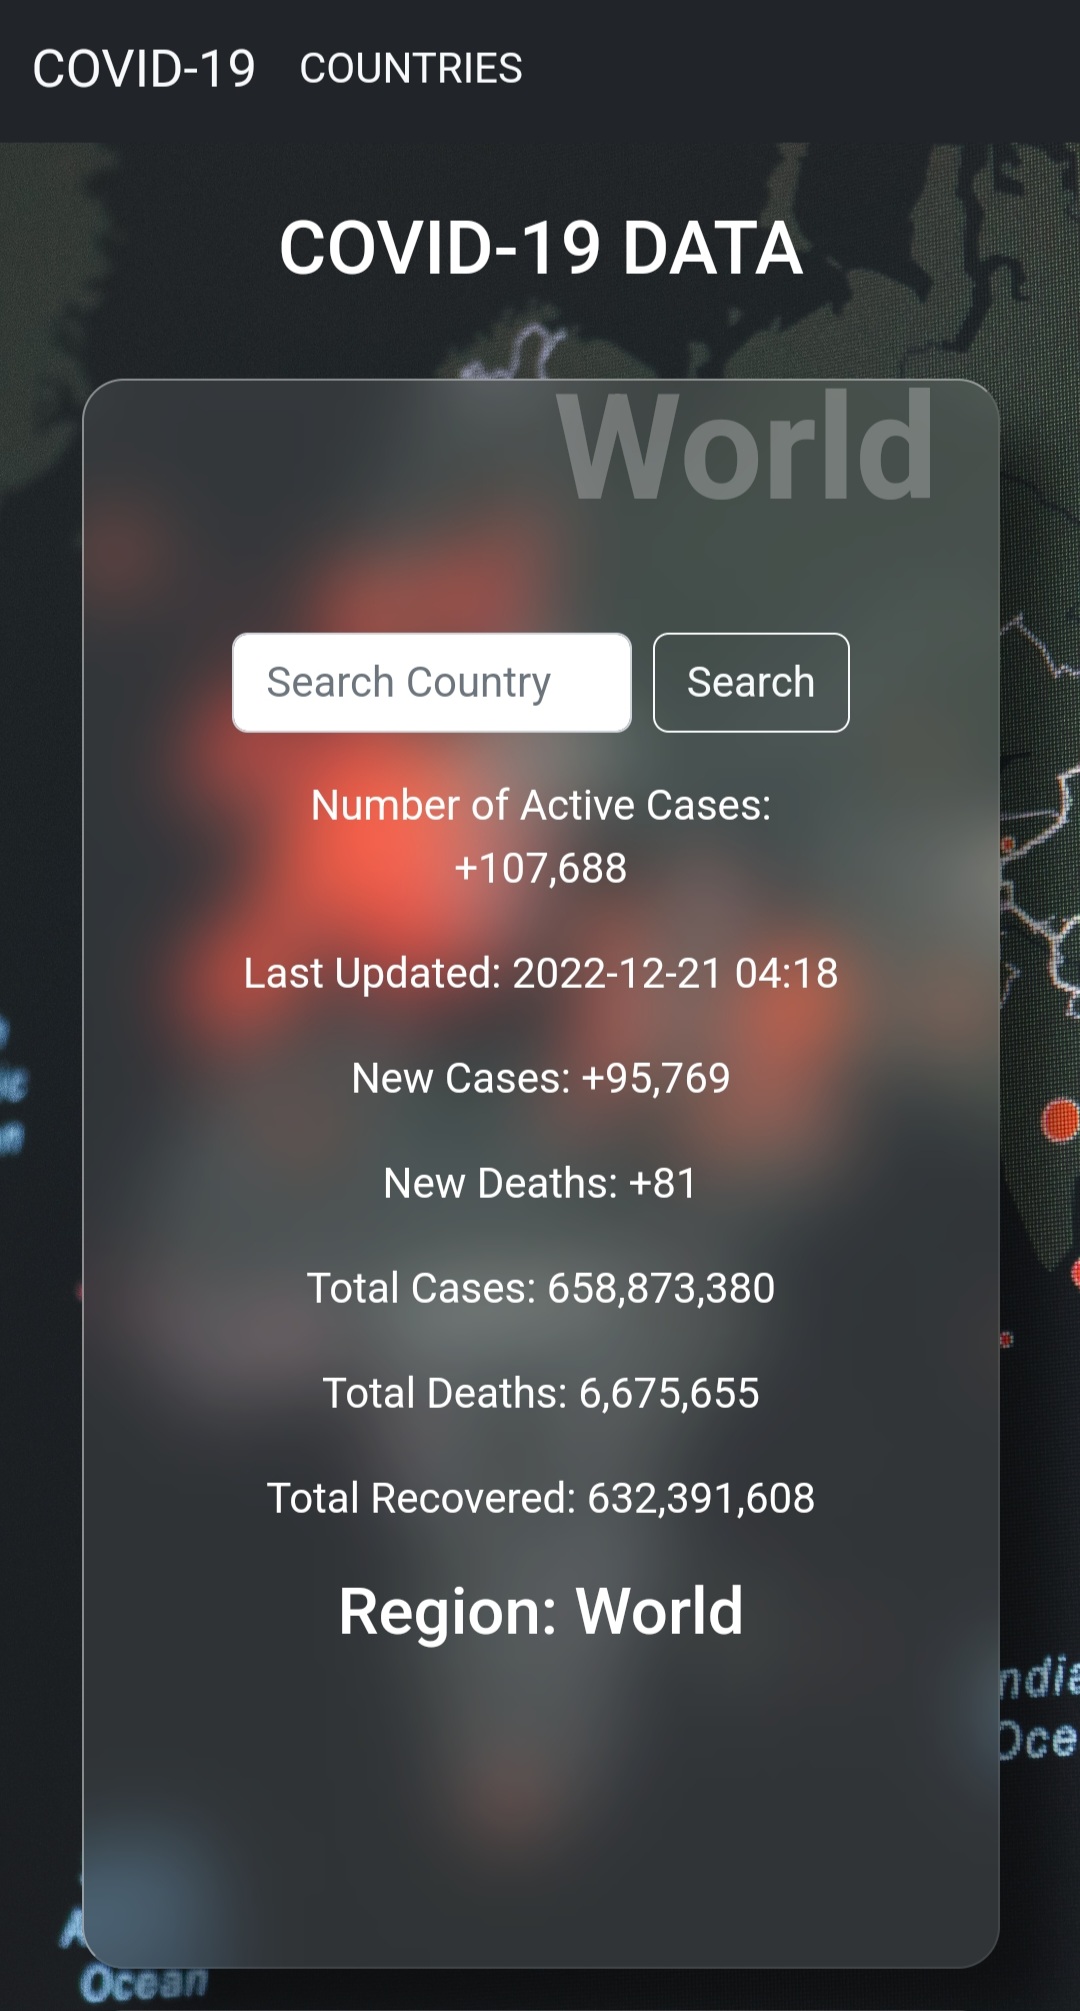 COVID-19 COUNTRIES
COVID-19 DATA
World
Search Country Search
Number of Active Cases:
+107,688
Last Updated: 2022-12-21 04:18
New Cases: +95,769
New Deaths: +81
Total Cases: 658,873,380
Total Deaths: 6,675,655
Total Recovered: 632,391,608
Region: World
Ocean